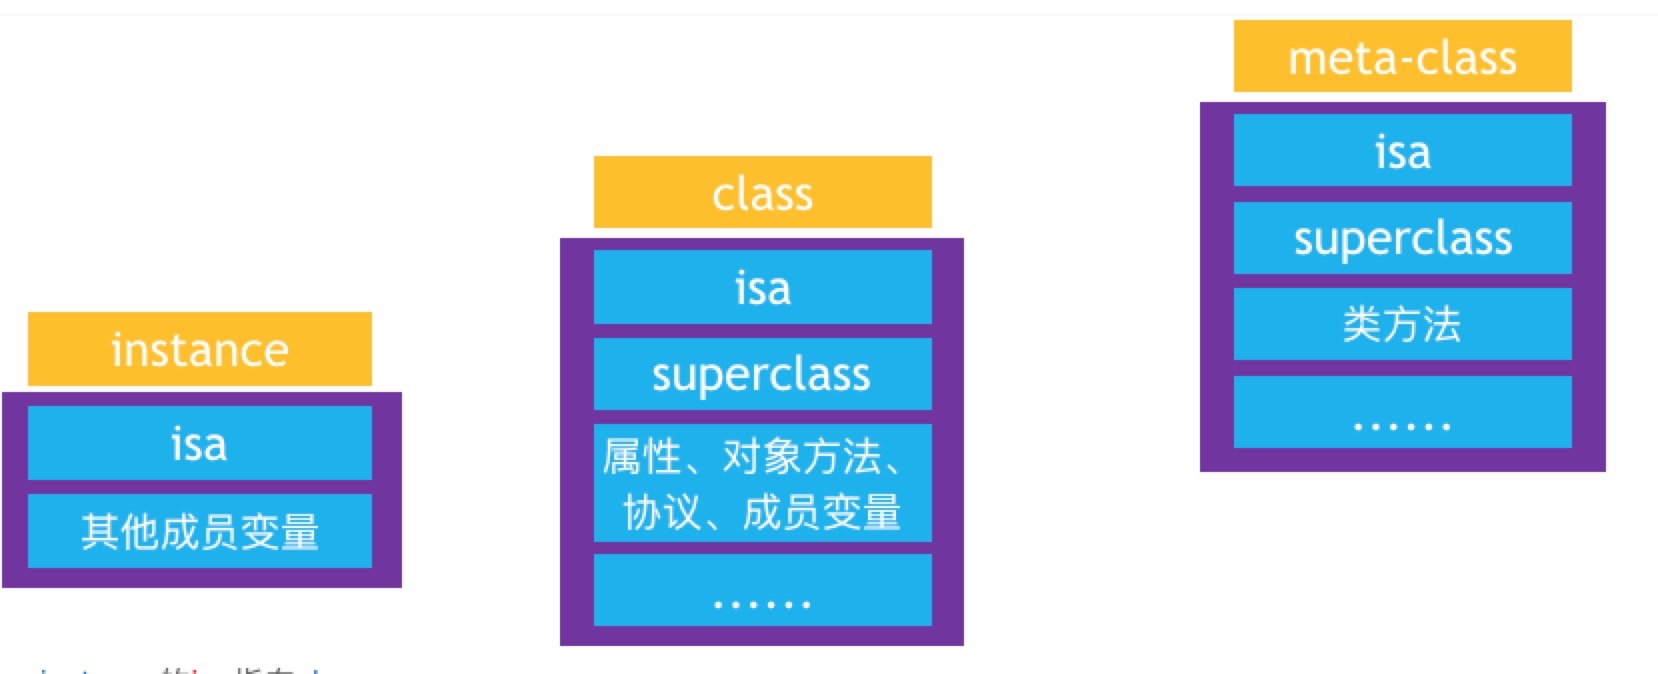 instance
isa
其他成员变量
class
isa
superclass
属性、对象方法、
协议、成员变量
......
meta-class
isa
superclass
类方法
......